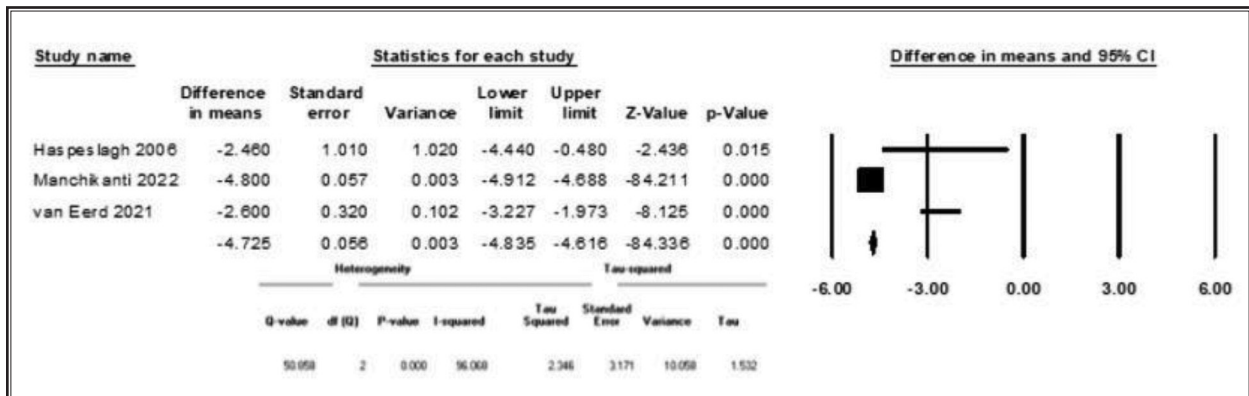 Study name Statistics for each study Difference in means and 95% CI
Difference in means Standard error Variance Lower limit Upper limit Z-Value p-Value
Haspeslagh 2006 -2.460 1.010 1.020 -4.440 -0.480 -2.436 0.015
Manchikanti 2022 -4.800 0.057 0.003 -4.912 -4.688 -84.211 0.000
van Eerd 2021 -2.600 0.320 0.102 -3.227 -1.973 -8.125 0.000
-4.725 0.056 0.003 -4.835 -4.616 -84.336 0.000
-6.00 -3.00 0.00 3.00 6.00
Heterogeneity Tau-squared
Q-value df (Q) P-value I-squared Tau Squared Standard Error Variance Tau
50.058 2 0.000 96.068 2.346 3.171 10.058 1.532